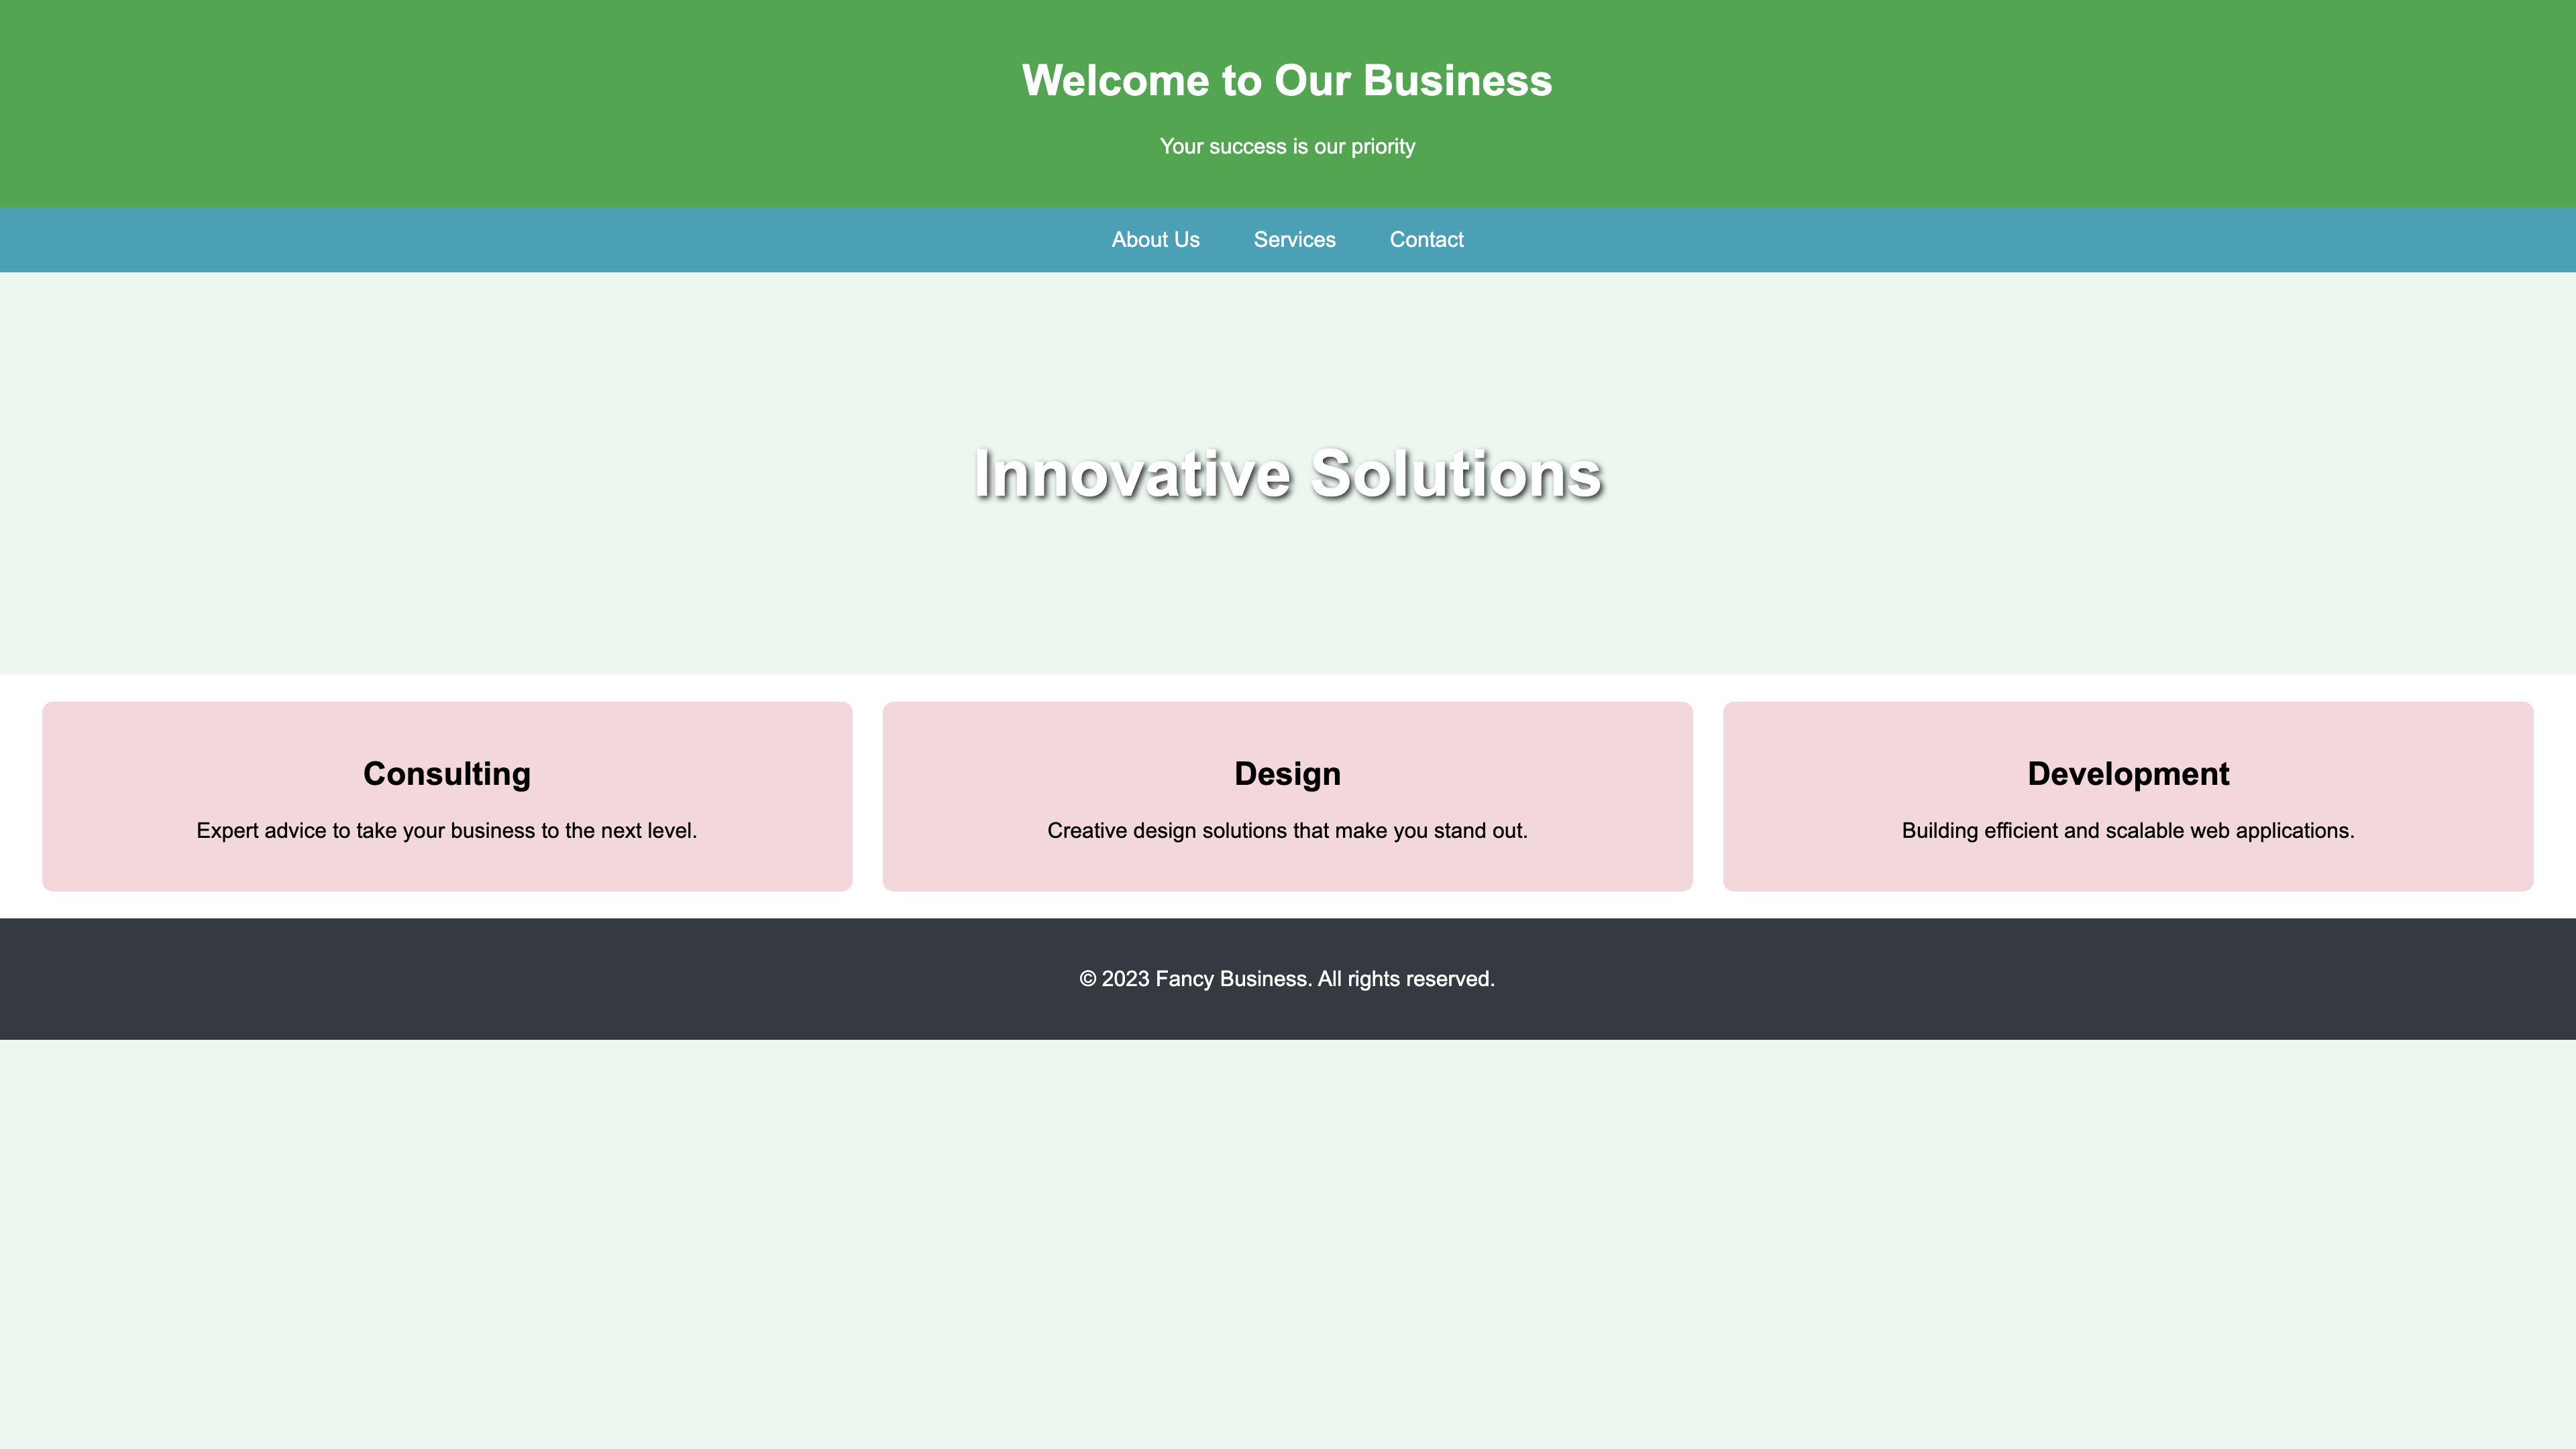 Welcome to Our Business
Your success is our priority
About Us Services Contact
Innovative Solutions
Consulting
Expert advice to take your business to the next level.
Design
Creative design solutions that make you stand out.
Development
Building efficient and scalable web applications.
© 2023 Fancy Business. All rights reserved.